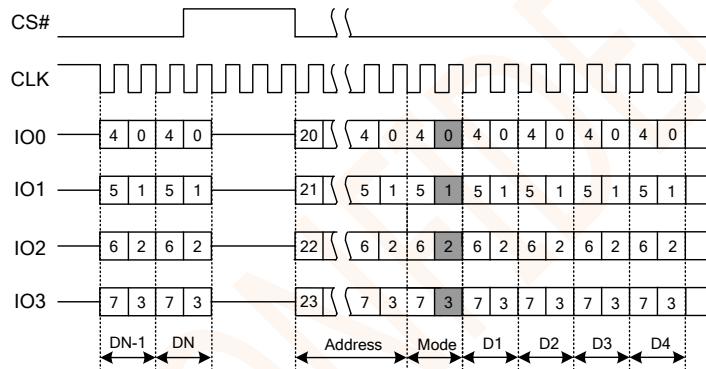 CS#
CLK
IO0 4 0 4 0 20 4 0 4 0 4 0 4 0 4 0 4 0
IO1 5 1 5 1 21 5 1 5 1 5 1 5 1 5 1 5 1
IO2 6 2 6 2 22 6 2 6 2 6 2 6 2 6 2 6 2
IO3 7 3 7 3 23 7 3 7 3 7 3 7 3 7 3 7 3
DN-1 DN Address Mode D1 D2 D3 D4